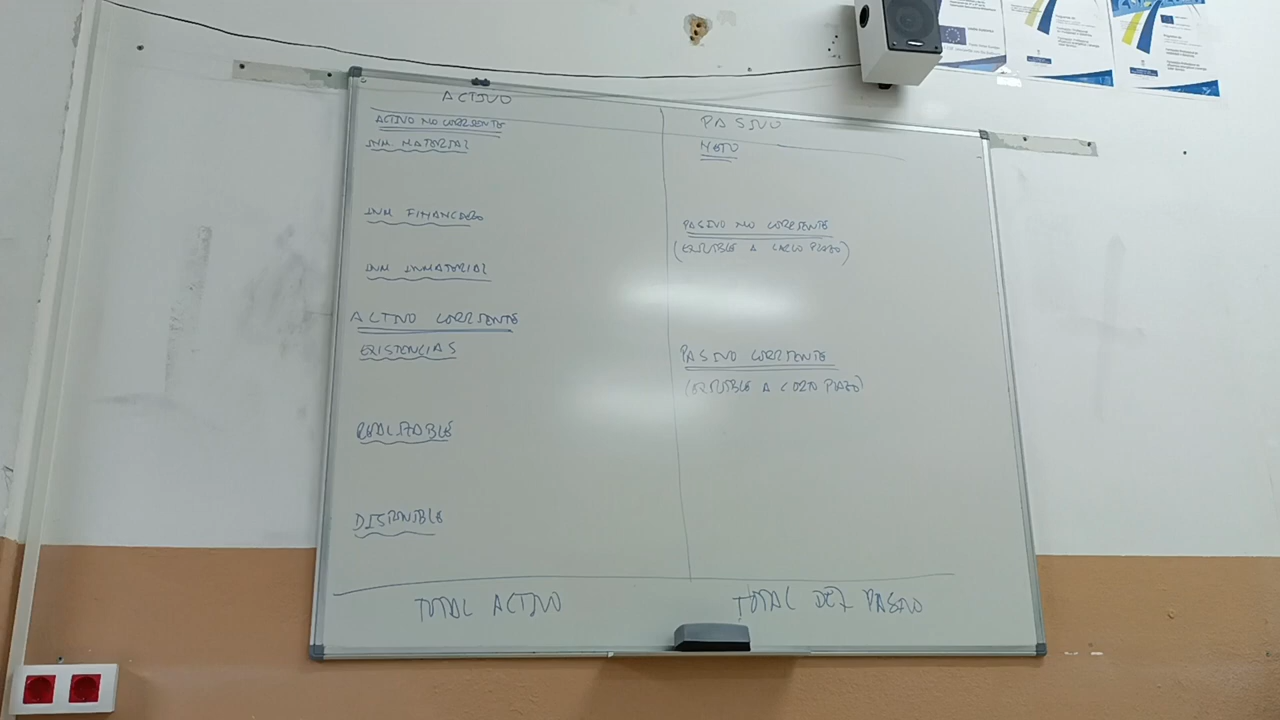 ACTIVO
ACTIVO NO CORRIENTE
INM MATERIAL
INM FINANCIERO
INM INMATERIAL
ACTIVO CORRIENTE
EXISTENCIAS
REALIZABLE
DISPONIBLE
TOTAL ACTIVO
PASIVO
NETO
PASIVO NO CORRIENTE
(EXIGIBLE A LARGO PLAZO)
PASIVO CORRIENTE
(EXIGIBLE A CORTO PLAZO)
TOTAL DEL PASIVO